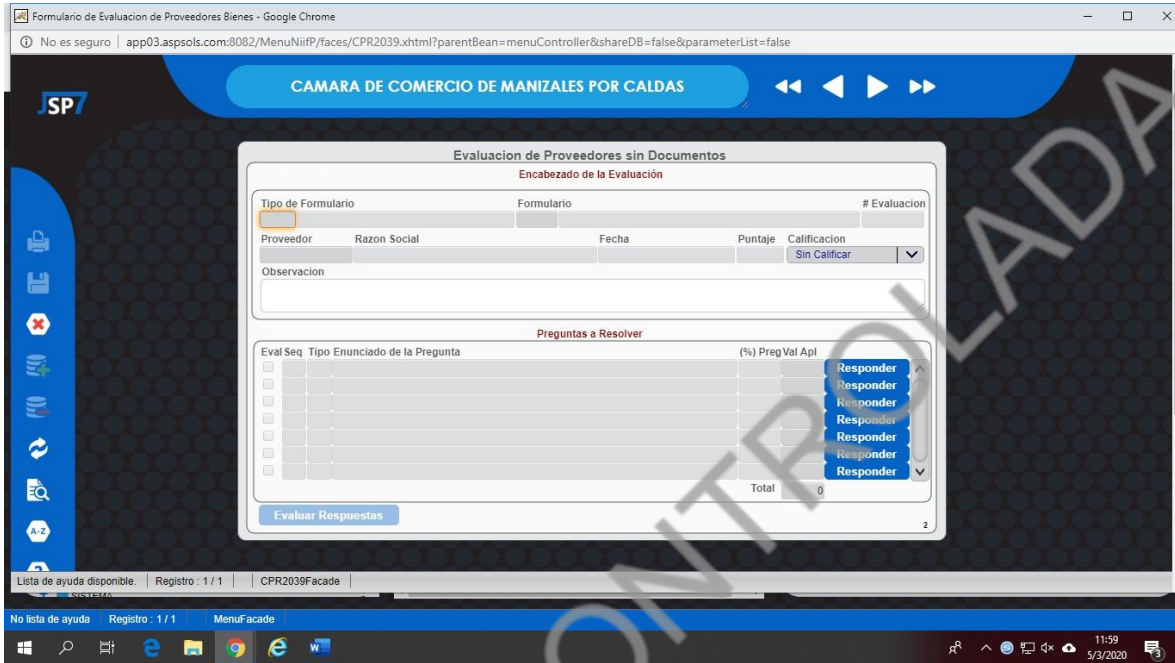 Formulario de Evaluacion de Proveedores Bienes - Google Chrome
No es seguro | app03.aspsols.com:8082/MenuNiifP/faces/CPR2039.xhtml?parentBean=menuController&shareDB=false&parameterList=false
JSP7
CAMARA DE COMERCIO DE MANIZALES POR CALDAS
Evaluacion de Proveedores sin Documentos
Encabezado de la Evaluación
Tipo de Formulario Formulario # Evaluacion
Proveedor Razon Social Fecha Puntaje Calificacion
Sin Calificar
Observacion
Preguntas a Resolver
Eval Seq Tipo Enunciado de la Pregunta (%) Preg Val Apl
Responder
Responder
Responder
Responder
Responder
Responder
Responder
Total 0
Evaluar Respuestas
2
A-Z
Lista de ayuda disponible. Registro : 1 / 1 CPR2039Facade
SISTEMA
No lista de ayuda Registro : 1 / 1 MenuFacade
11:59
5/3/2020
3
ONTROLADA